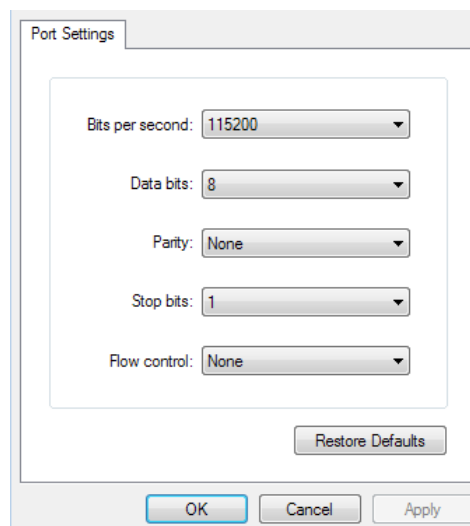 Port Settings
Bits per second: 115200
Data bits: 8
Parity: None
Stop bits: 1
Flow control: None
Restore Defaults
OK Cancel Apply